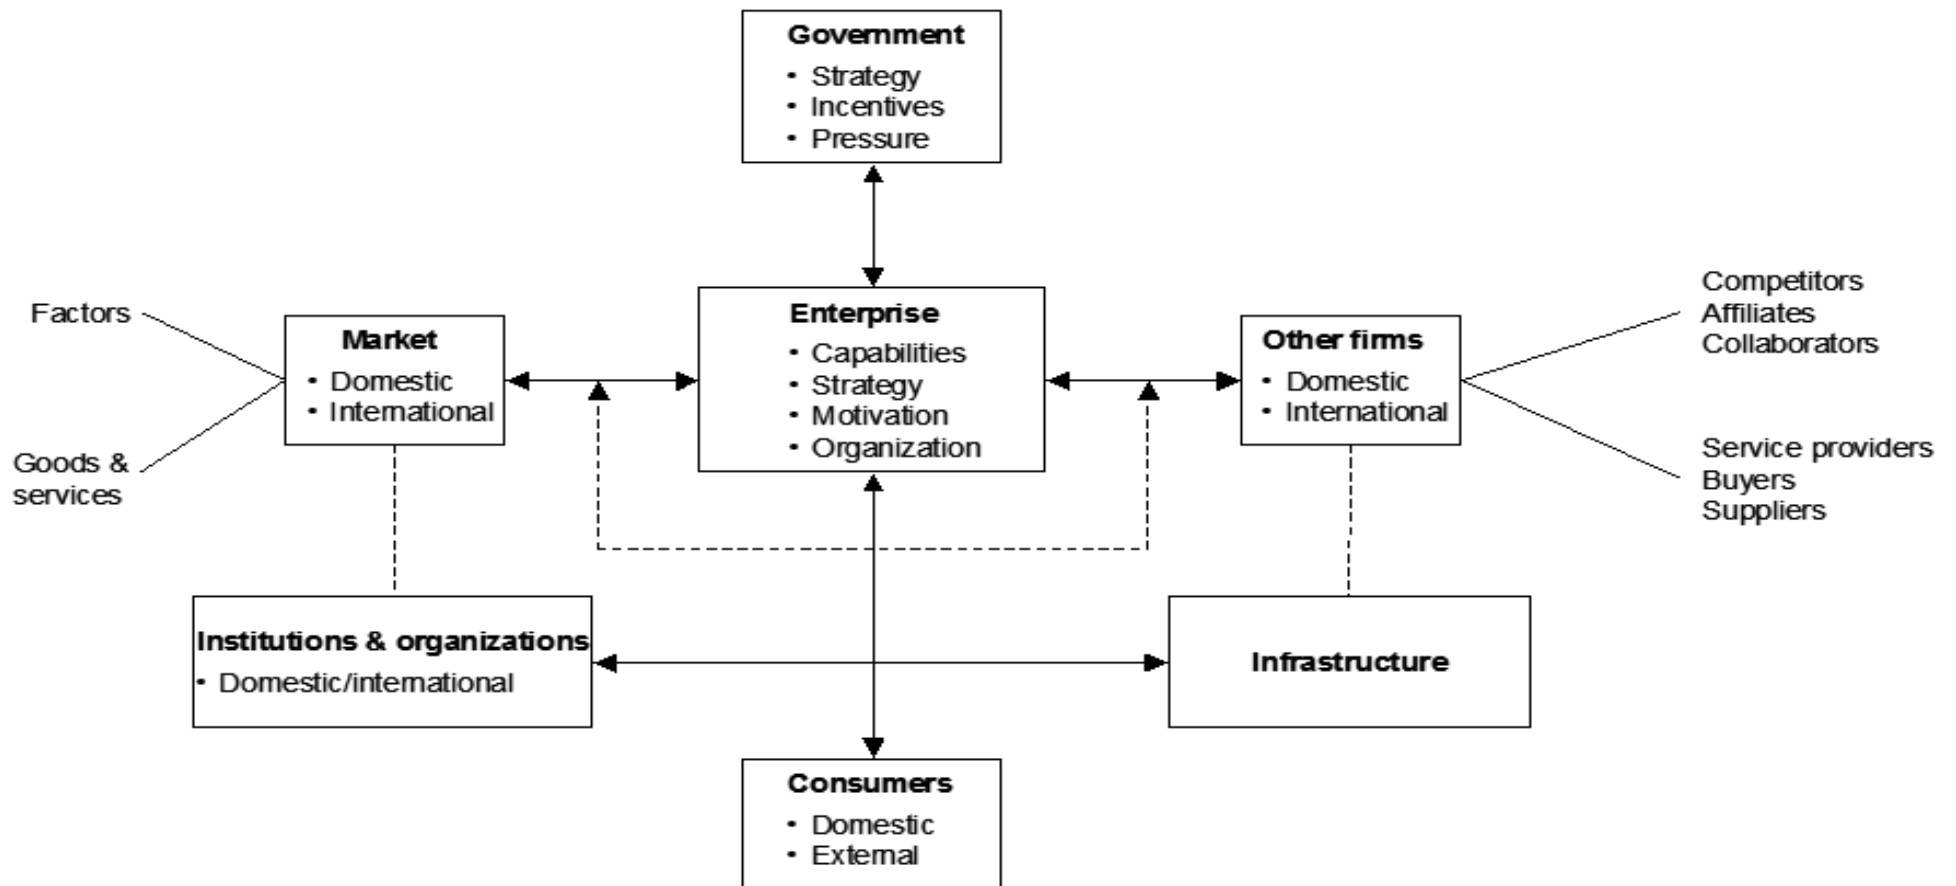 Government
• Strategy
• Incentives
• Pressure
Factors
Goods &
services
Market
• Domestic
• International
Enterprise
• Capabilities
• Strategy
• Motivation
• Organization
Other firms
• Domestic
• International
Competitors
Affiliates
Collaborators
Service providers
Buyers
Suppliers
Institutions & organizations
• Domestic/international
Infrastructure
Consumers
• Domestic
• External